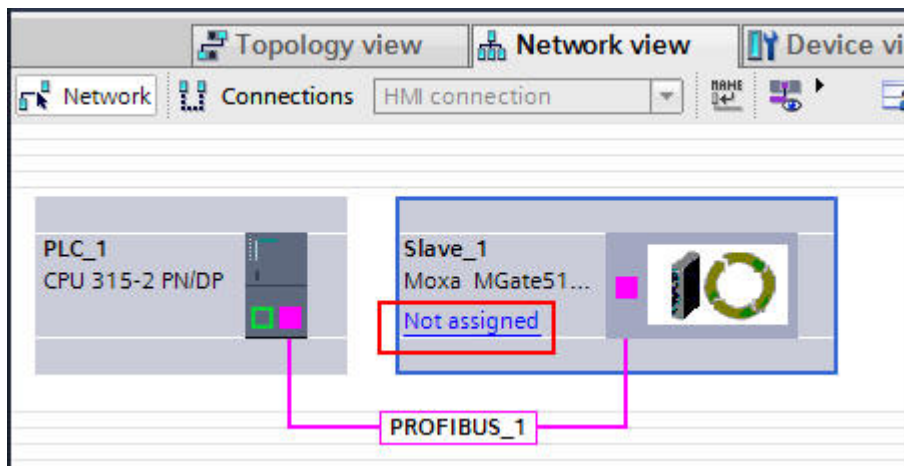 Topology view
Network view
Device vi
Network
Connections
HMI connection
NAME
PLC_1
CPU 315-2 PN/DP
Slave_1
Moxa MGate51...
Not assigned
PROFIBUS_1